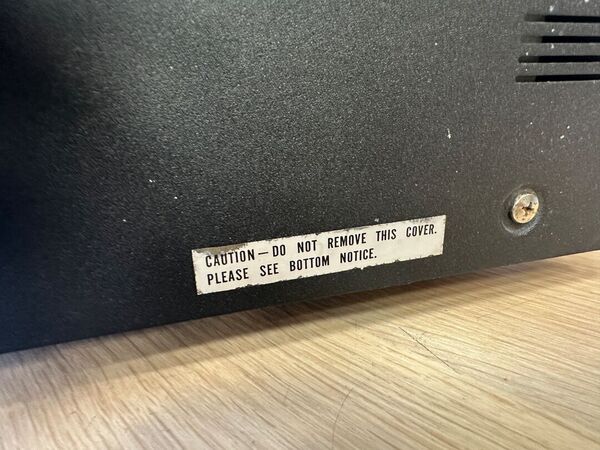 CAUTION—DO NOT REMOVE THIS COVER.
PLEASE SEE BOTTOM NOTICE.